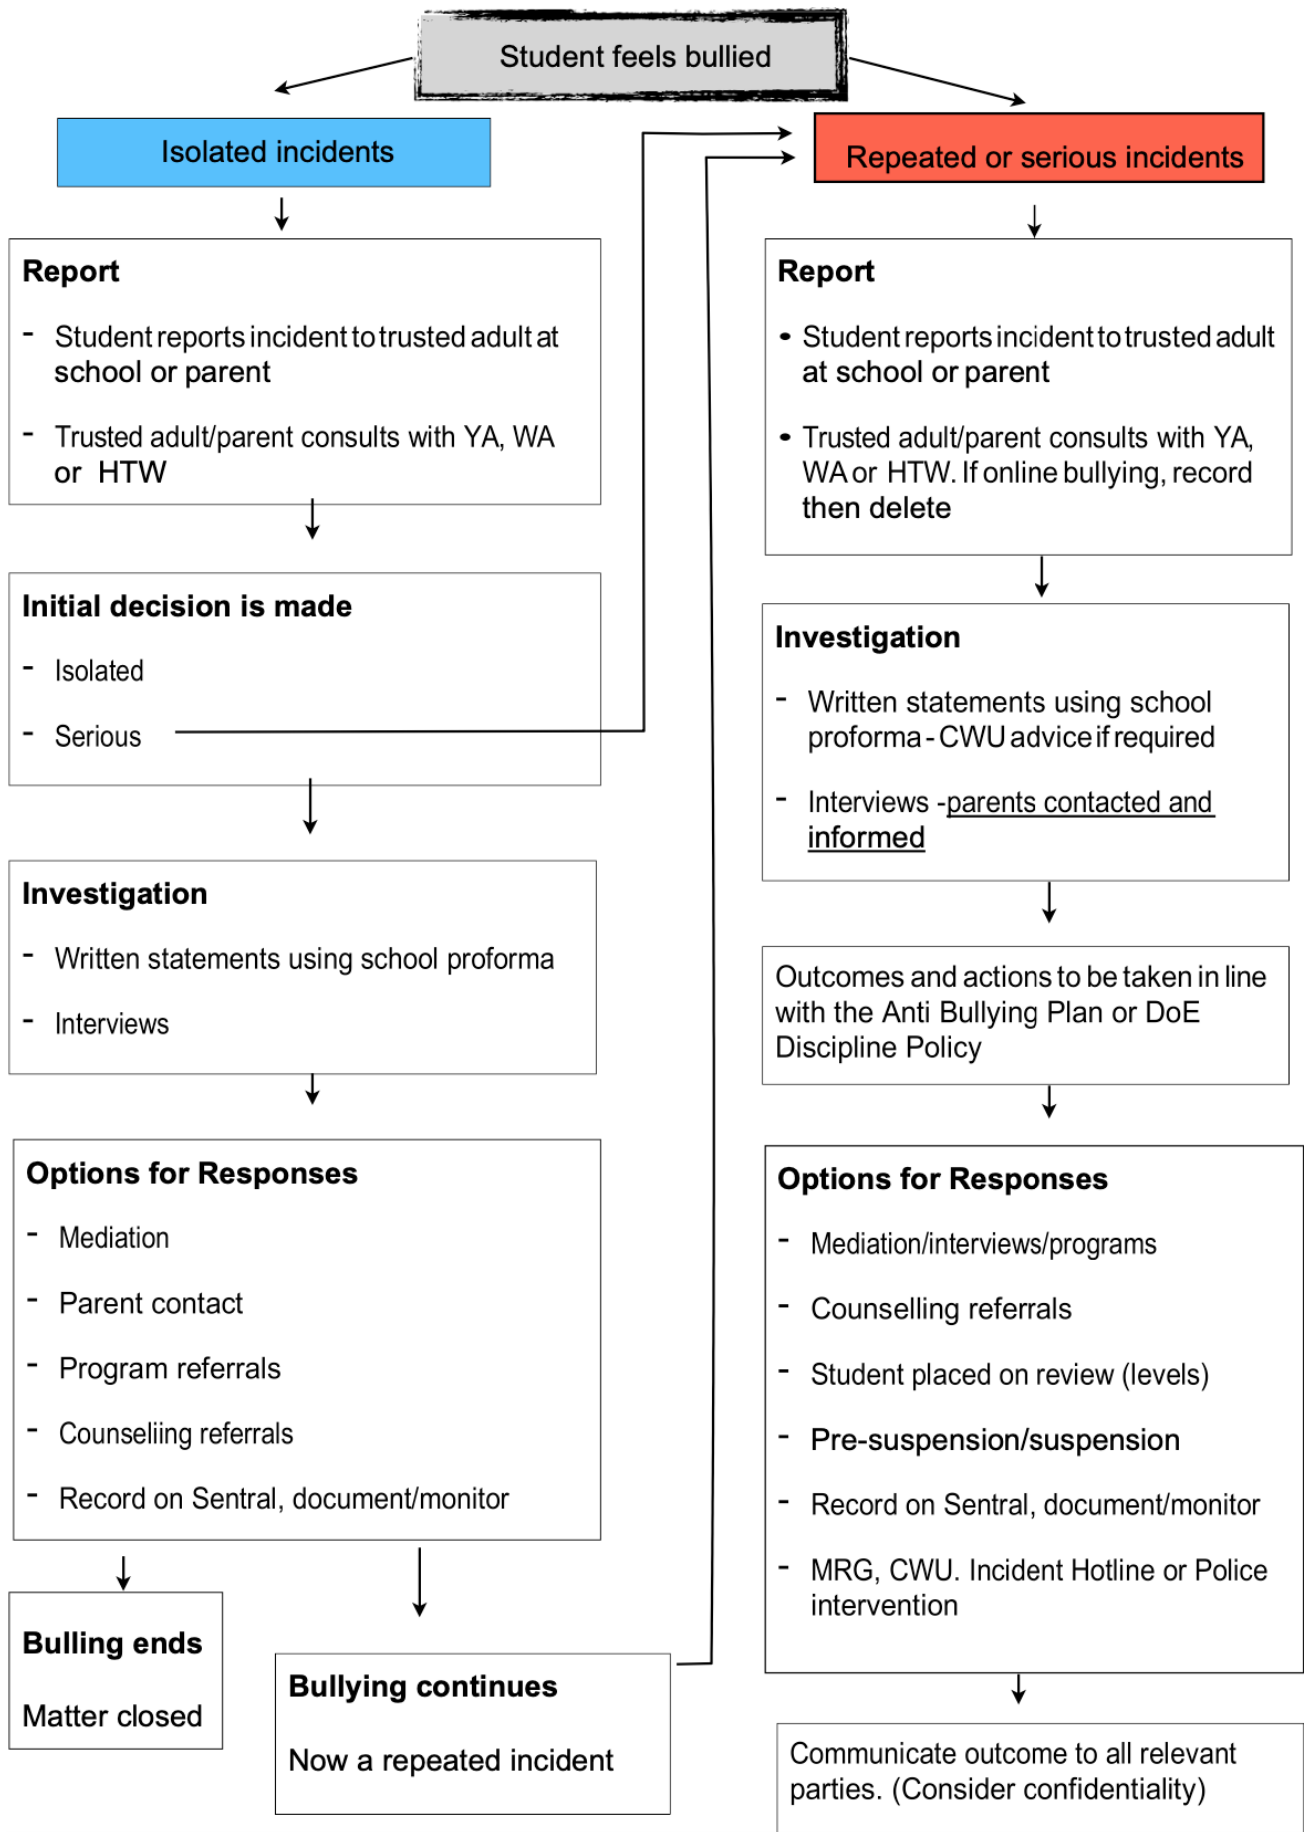 Student feels bullied
Isolated incidents
Report
- Student reports incident to trusted adult at
school or parent
- Trusted adult/parent consults with YA, WA
or HTW
Initial decision is made
- Isolated
- Serious
Investigation
- Written statements using school proforma
- Interviews
Options for Responses
- Mediation
- Parent contact
- Program referrals
- Counseliing referrals
- Record on Sentral, document/monitor
Bulling ends
Matter closed
Bullying continues
Now a repeated incident
Repeated or serious incidents
Report
• Student reports incident to trusted adult
at school or parent
• Trusted adult/parent consults with YA,
WA or HTW. If online bullying, record
then delete
Investigation
- Written statements using school
proforma - CWU advice if required
- Interviews -parents contacted and
informed
Outcomes and actions to be taken in line
with the Anti Bullying Plan or DoE
Discipline Policy
Options for Responses
- Mediation/interviews/programs
- Counselling referrals
- Student placed on review (levels)
- Pre-suspension/suspension
- Record on Sentral, document/monitor
- MRG, CWU. Incident Hotline or Police
intervention
Communicate outcome to all relevant
parties. (Consider confidentiality)